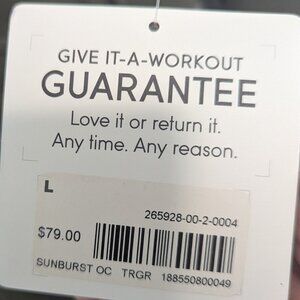 GIVE IT-A-WORKOUT
GUARANTEE
Love it or return it.
Any time. Any reason.
L
265928-00-2-0004
$79.00
SUNBURST OC TRGR 188550800049